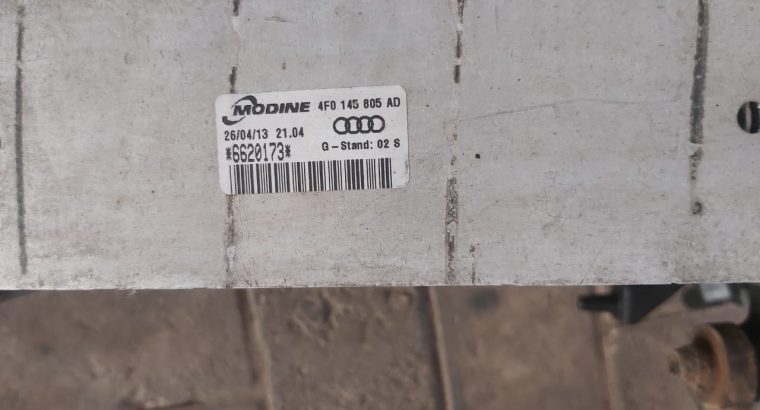 MODINE 4F0 145 805 AD
26/04/13 21.04
G-Stand: 02 S
*6620173*